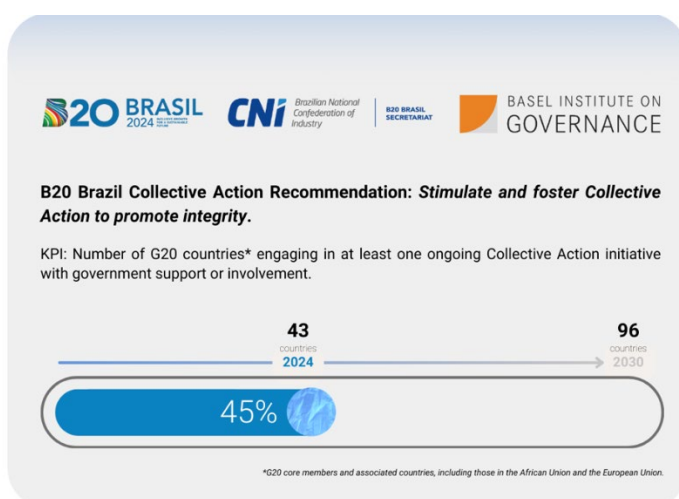 B20 BRASIL
2024
CNI Brazilian National
Confederation of
Industry
B20 BRASIL
SECRETARIAT
BASEL INSTITUTE ON
GOVERNANCE
B20 Brazil Collective Action Recommendation: Stimulate and foster Collective
Action to promote integrity.
KPI: Number of G20 countries* engaging in at least one ongoing Collective Action initiative
with government support or involvement.
43
countries
2024
96
countries
2030
45%
*G20 core members and associated countries, including those in the African Union and the European Union.